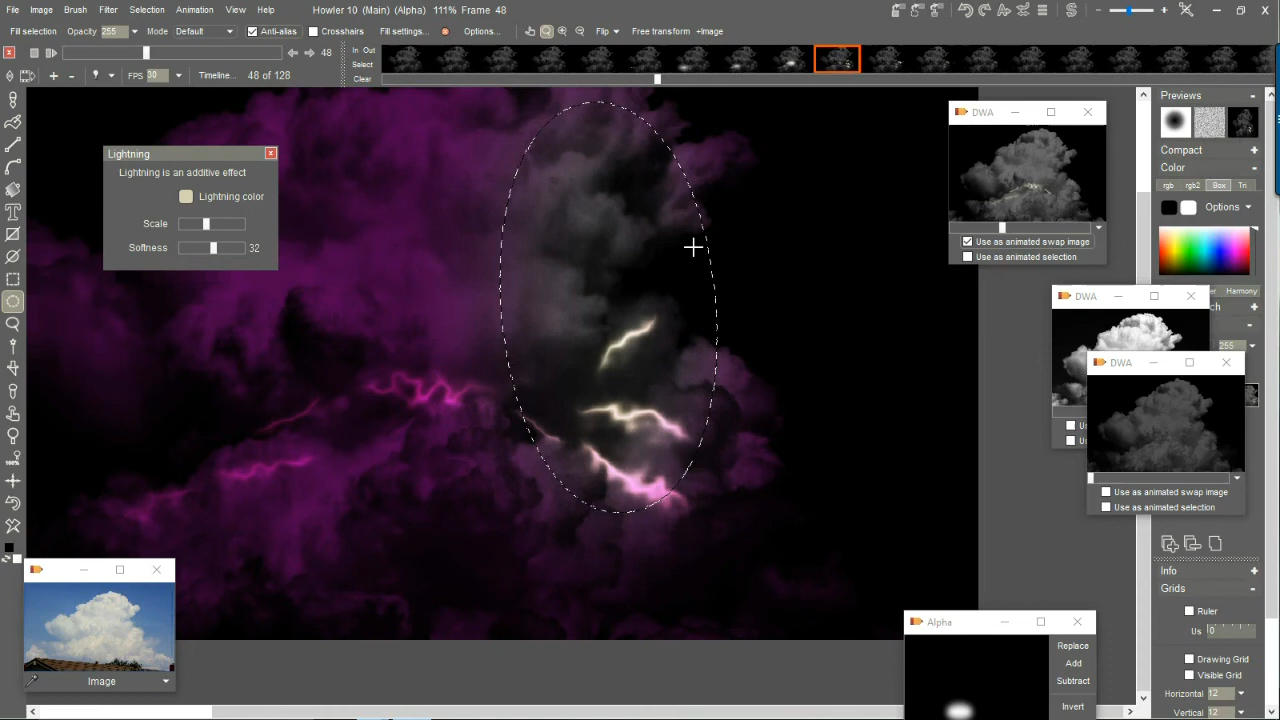 File Image Brush Filter Selection Animation View Help Howler 10 (Main) (Alpha) 111% Frame 48
Fill selection Opacity 255 Mode Default Anti-alias Crosshairs Fill settings... Options... Flip Free transform +Image
48 In Out
Select
FPS 30 Timeline... 48 of 128 Clear
Previews
Compact
Color
rgb rgb2 Box Tri
Options
Harmony
255
DWA
Use as animated swap image
Use as animated selection
DWA
DWA
Use as animated swap image
Use as animated selection
Lightning
Lightning is an additive effect
Lightning color
Scale
Softness 32
100%
Image
Alpha
Replace
Add
Subtract
Invert
Info
Grids
Ruler
Us 0
Drawing Grid
Visible Grid
Horizontal 12
Vertical 12